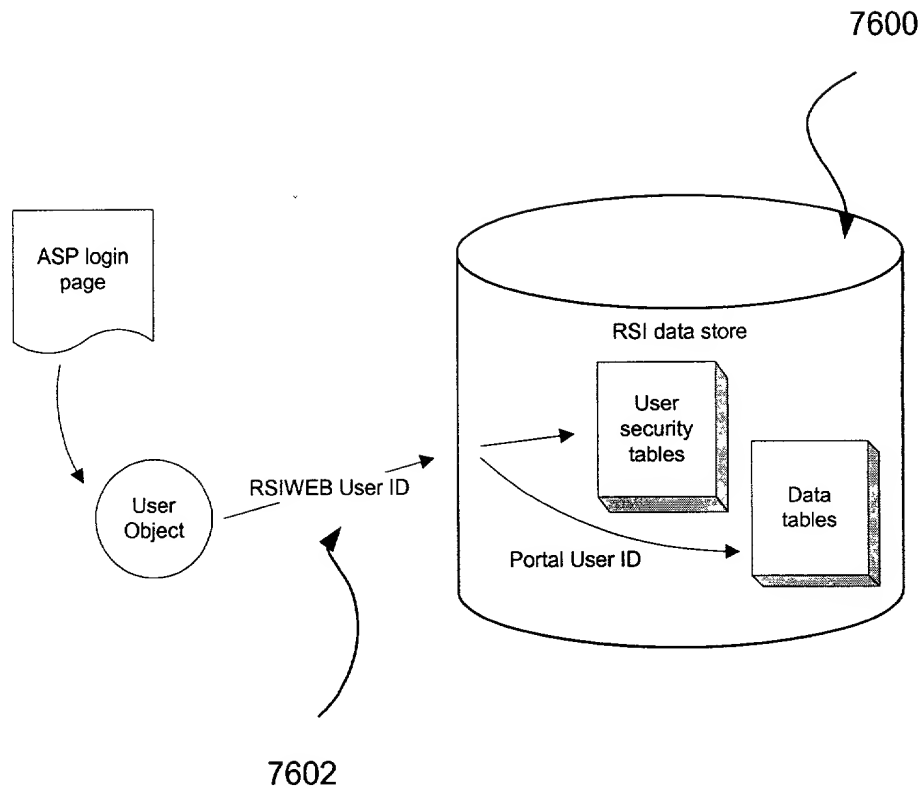 7600
ASP login
page
RSI data store
User
security
tables
RSIWEB User ID
User
Object
Data
tables
Portal User ID
7602